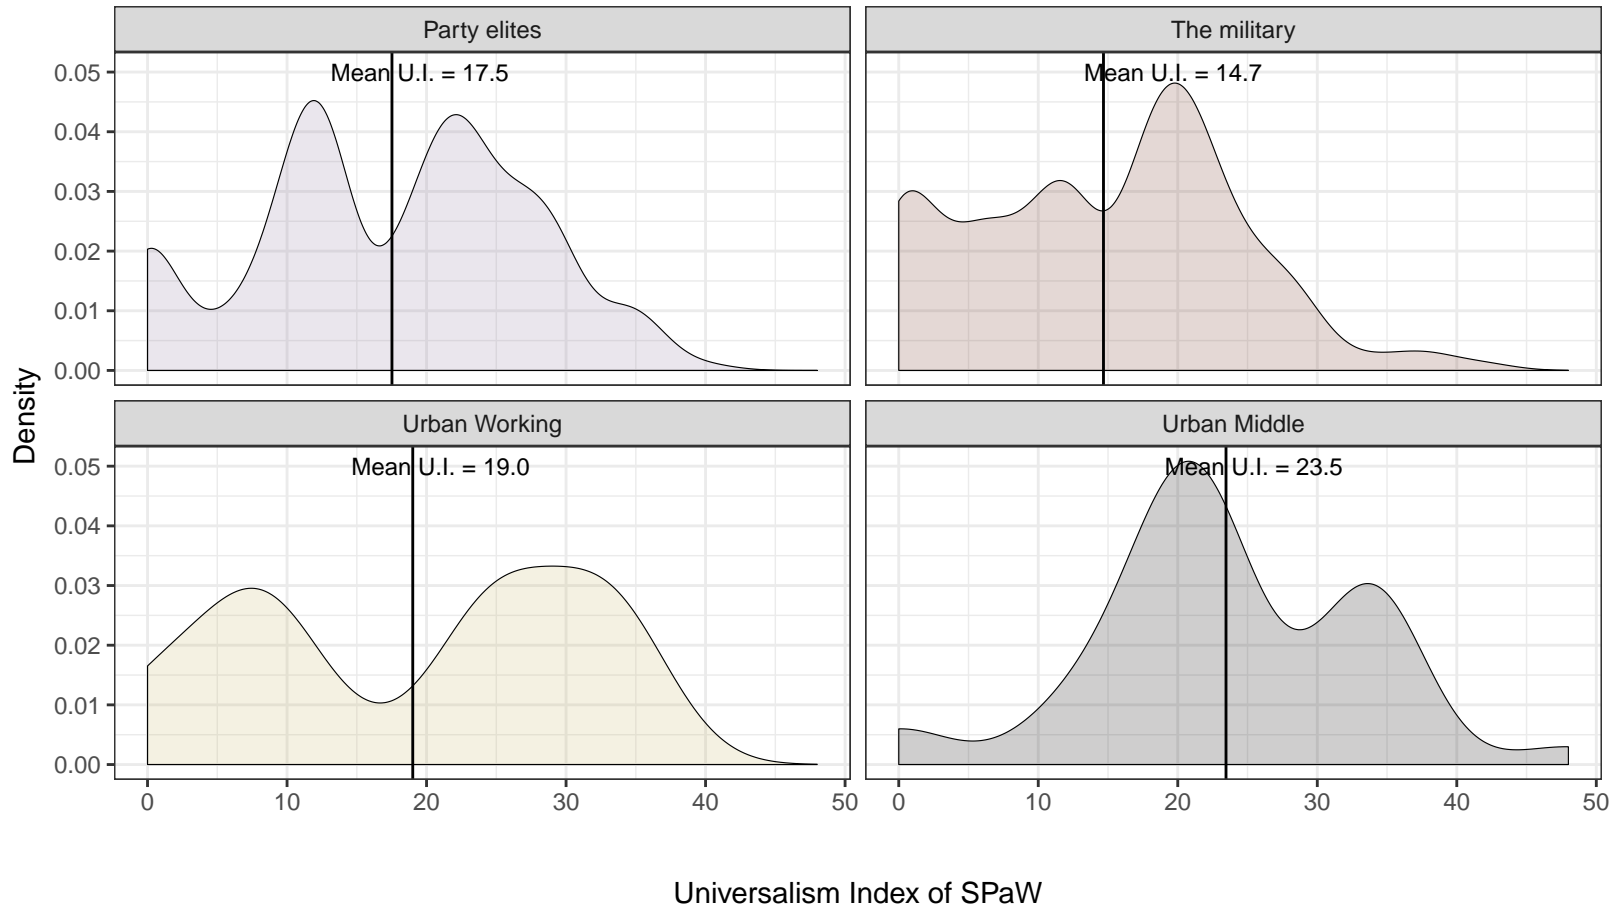 Party elites
The military
Mean U.I. = 17.5
Mean U.I. = 14.7
0.05
0.04
0.03
0.02
0.01
0.00
Density
Urban Working
Urban Middle
Mean U.I. = 19.0
Mean U.I. = 23.5
0.05
0.04
0.03
0.02
0.01
0.00
0 10 20 30 40 50
0 10 20 30 40 50
Universalism Index of SPaW